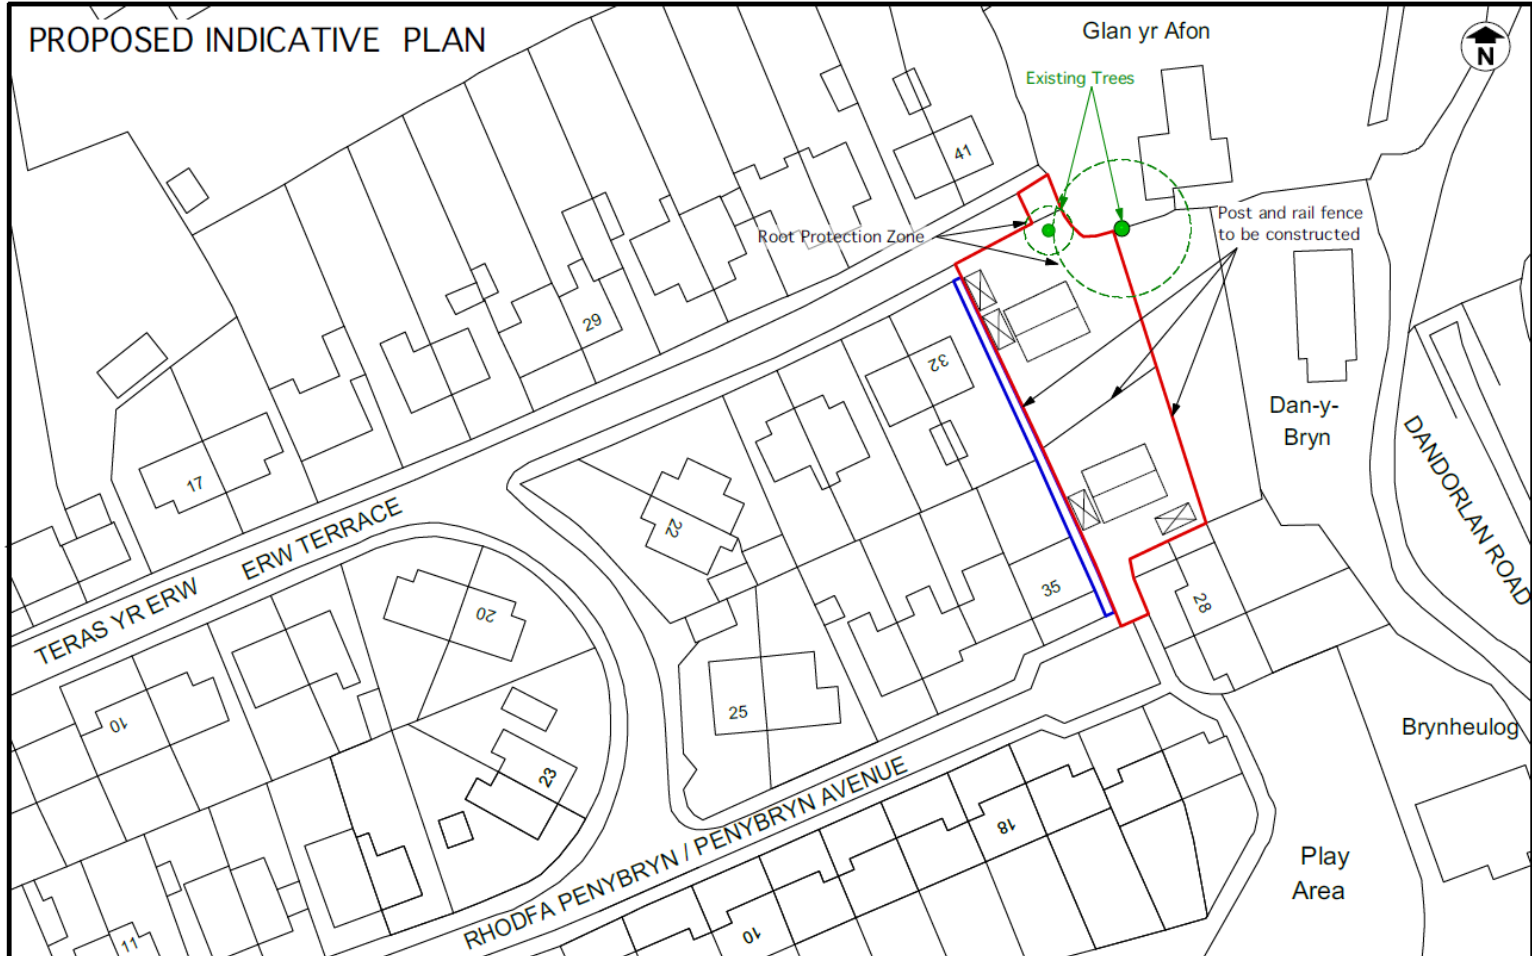 PROPOSED INDICATIVE PLAN
Glan yr Afon
N
Existing Trees
41
Post and rail fence
to be constructed
Root Protection Zone
29
32
Dan-y-
Bryn
DANDORLAN ROAD
17
22
TERAS YR ERW ERW TERRACE
20
35
28
25
10
23
Brynheulog
RHODFA PENYBRYN / PENYBRYN AVENUE
18
Play
Area
10
11